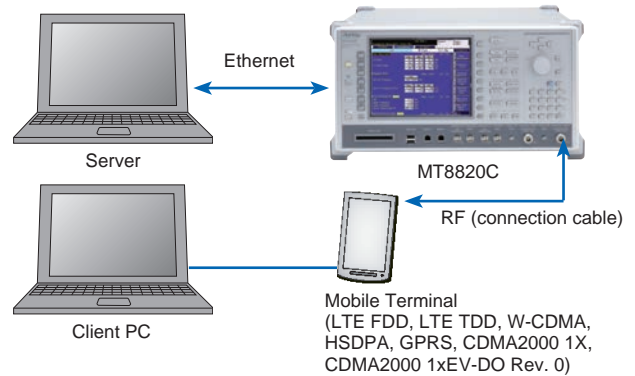 Ethernet
Server
MT8820C
RF (connection cable)
Client PC
Mobile Terminal
(LTE FDD, LTE TDD, W-CDMA,
HSDPA, GPRS, CDMA2000 1X,
CDMA2000 1xEV-DO Rev. 0)